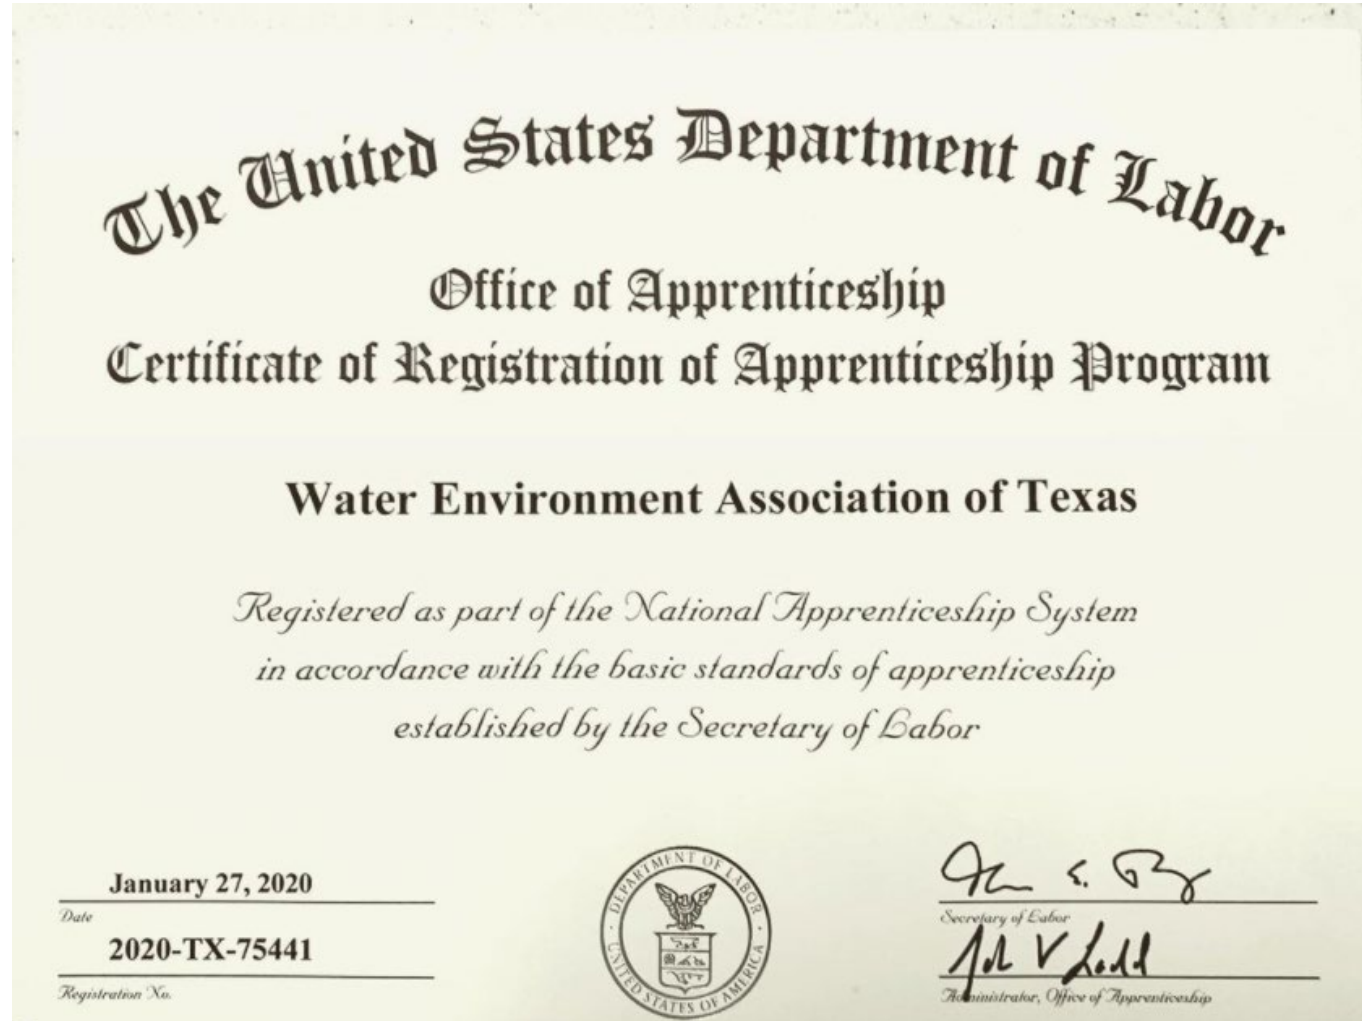 The United States Department of Labor
Office of Apprenticeship
Certificate of Registration of Apprenticeship Program
Water Environment Association of Texas
Registered as part of the National Apprenticeship System
in accordance with the basic standards of apprenticeship
established by the Secretary of Labor
January 27, 2020
Date
2020-TX-75441
Registration No.
DEPARTMENT OF LABOR
UNITED STATES OF AMERICA
Secretary of Labor
John V Ladd
Administrator, Office of Apprenticeship